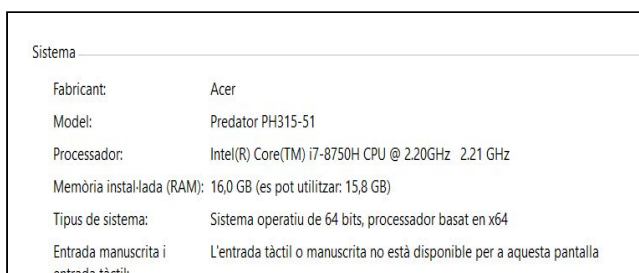 Sistema
Fabricant: Acer
Model: Predator PH315-51
Processador: Intel(R) Core(TM) i7-8750H CPU @ 2.20GHz 2.21 GHz
Memòria instal·lada (RAM): 16,0 GB (es pot utilitzar: 15,8 GB)
Tipus de sistema: Sistema operatiu de 64 bits, processador basat en x64
Entrada manuscrita i L'entrada tàctil o manuscrita no està disponible per a aquesta pantalla
entrada tàctil: